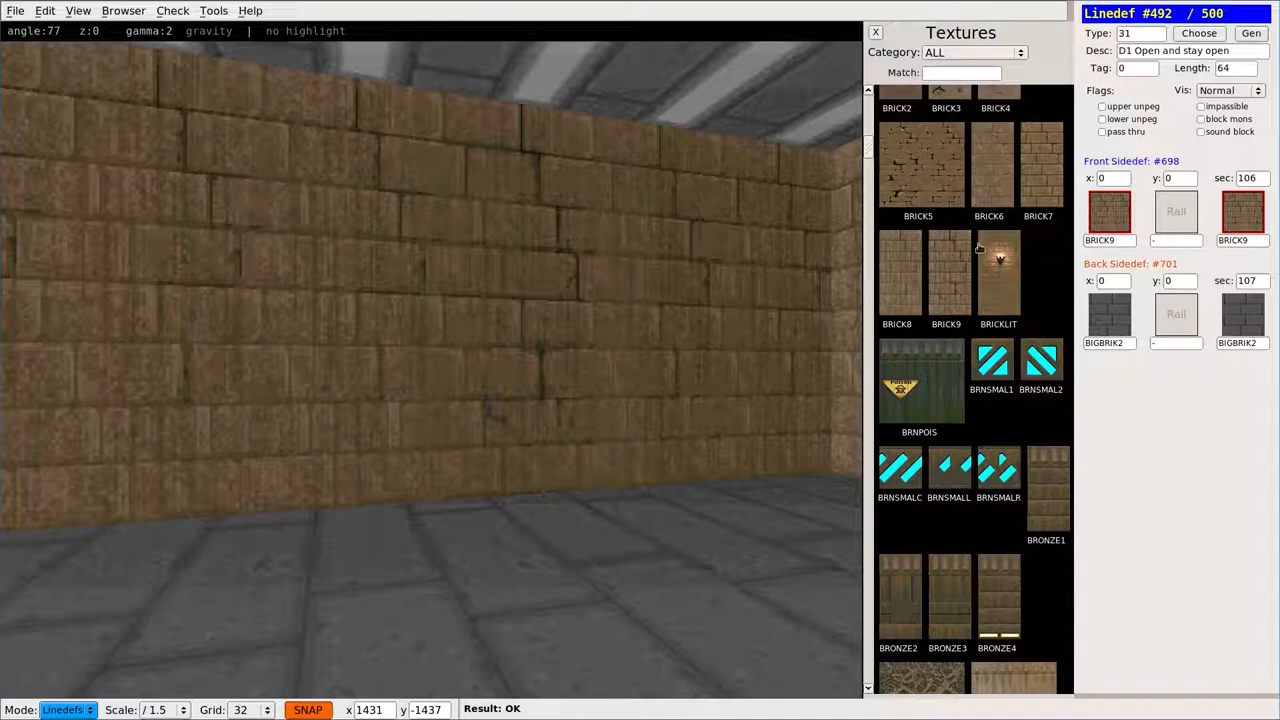 File Edit View Browser Check Tools Help
angle:77 z:0 gamma:2 gravity | no highlight
X Textures
Category: ALL
Match:
BRICK2 BRICK3 BRICK4
BRICK5 BRICK6 BRICK7
BRICK8 BRICK9 BRICKLIT
POISON
BRNSMAL1 BRNSMAL2
BRNPOIS
BRNSMALC BRNSMALL BRNSMALR
BRONZE1
BRONZE2 BRONZE3 BRONZE4
Linedef #492 / 500
Type: 31 Choose Gen
Desc: D1 Open and stay open
Tag: 0 Length: 64
Flags: Vis: Normal
upper unpeg impassible
lower unpeg block mons
pass thru sound block
Front Sidedef: #698
x: 0 y: 0 sec: 106
Rail
BRICK9 - BRICK9
Back Sidedef: #701
x: 0 y: 0 sec: 107
Rail
BIGBRIK2 - BIGBRIK2
Mode: Linedefs Scale: / 1.5 Grid: 32 SNAP x 1431 y -1437 Result: OK